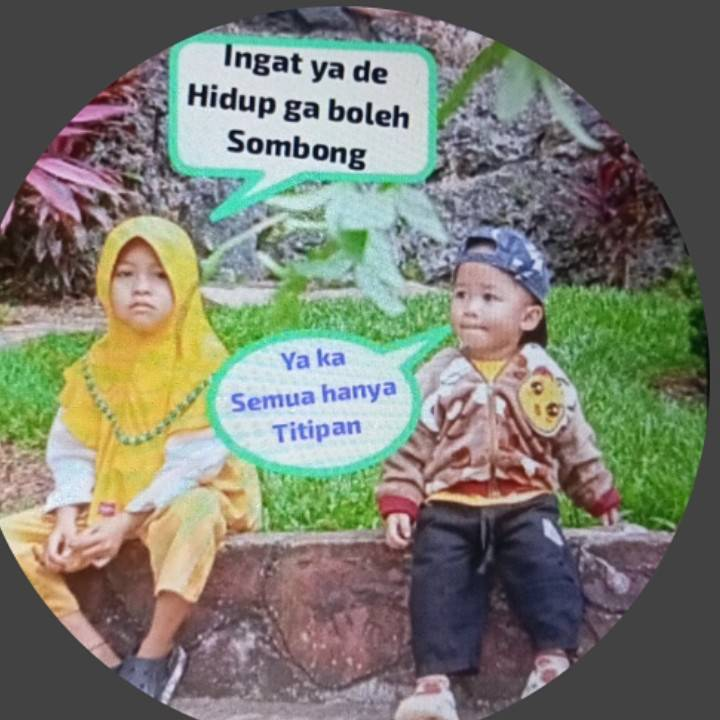 Ingat ya de
Hidup ga boleh
Sombong
Ya ka
Semua hanya
Titipan